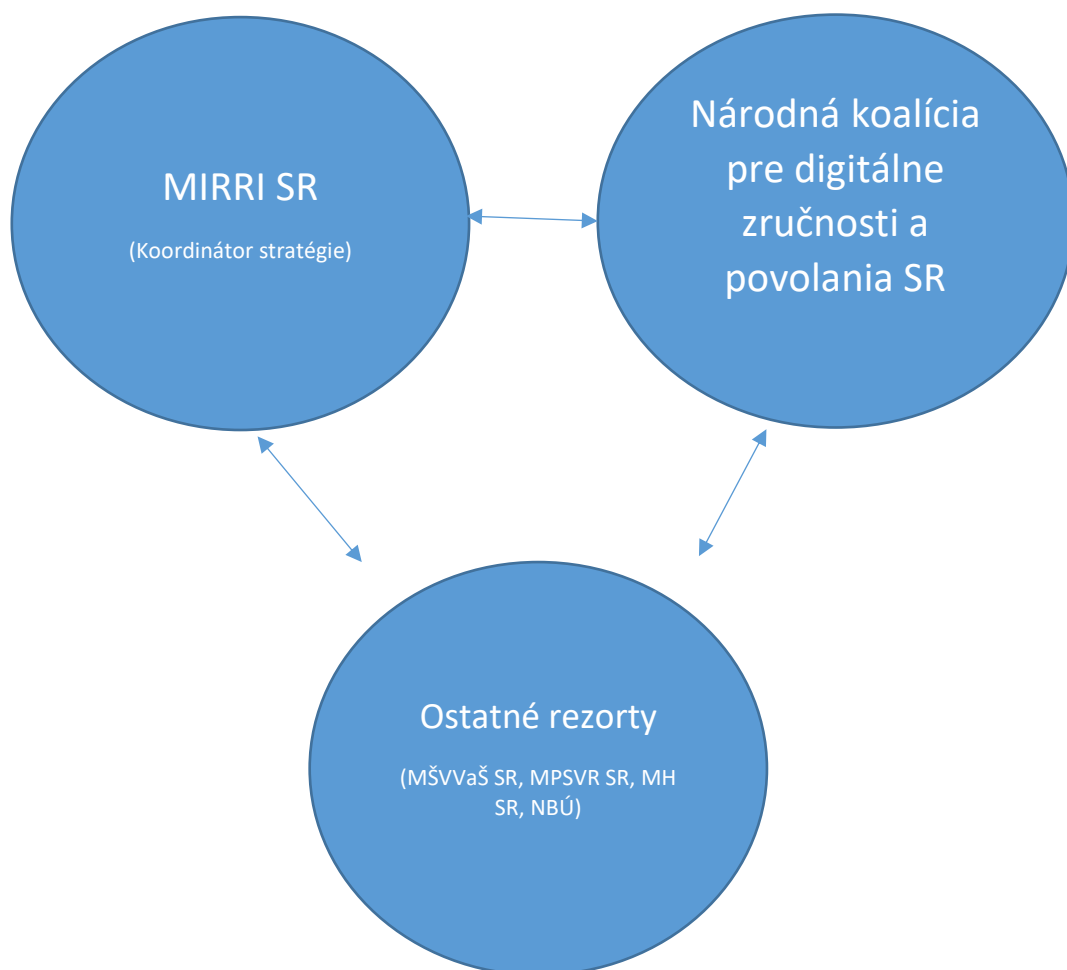 MIRRI SR
(Koordinátor stratégie)
Národná koalícia
pre digitálne
zručnosti a
povolania SR
Ostatné rezorty
(MŠVVaŠ SR, MPSVR SR, MH
SR, NBÚ)